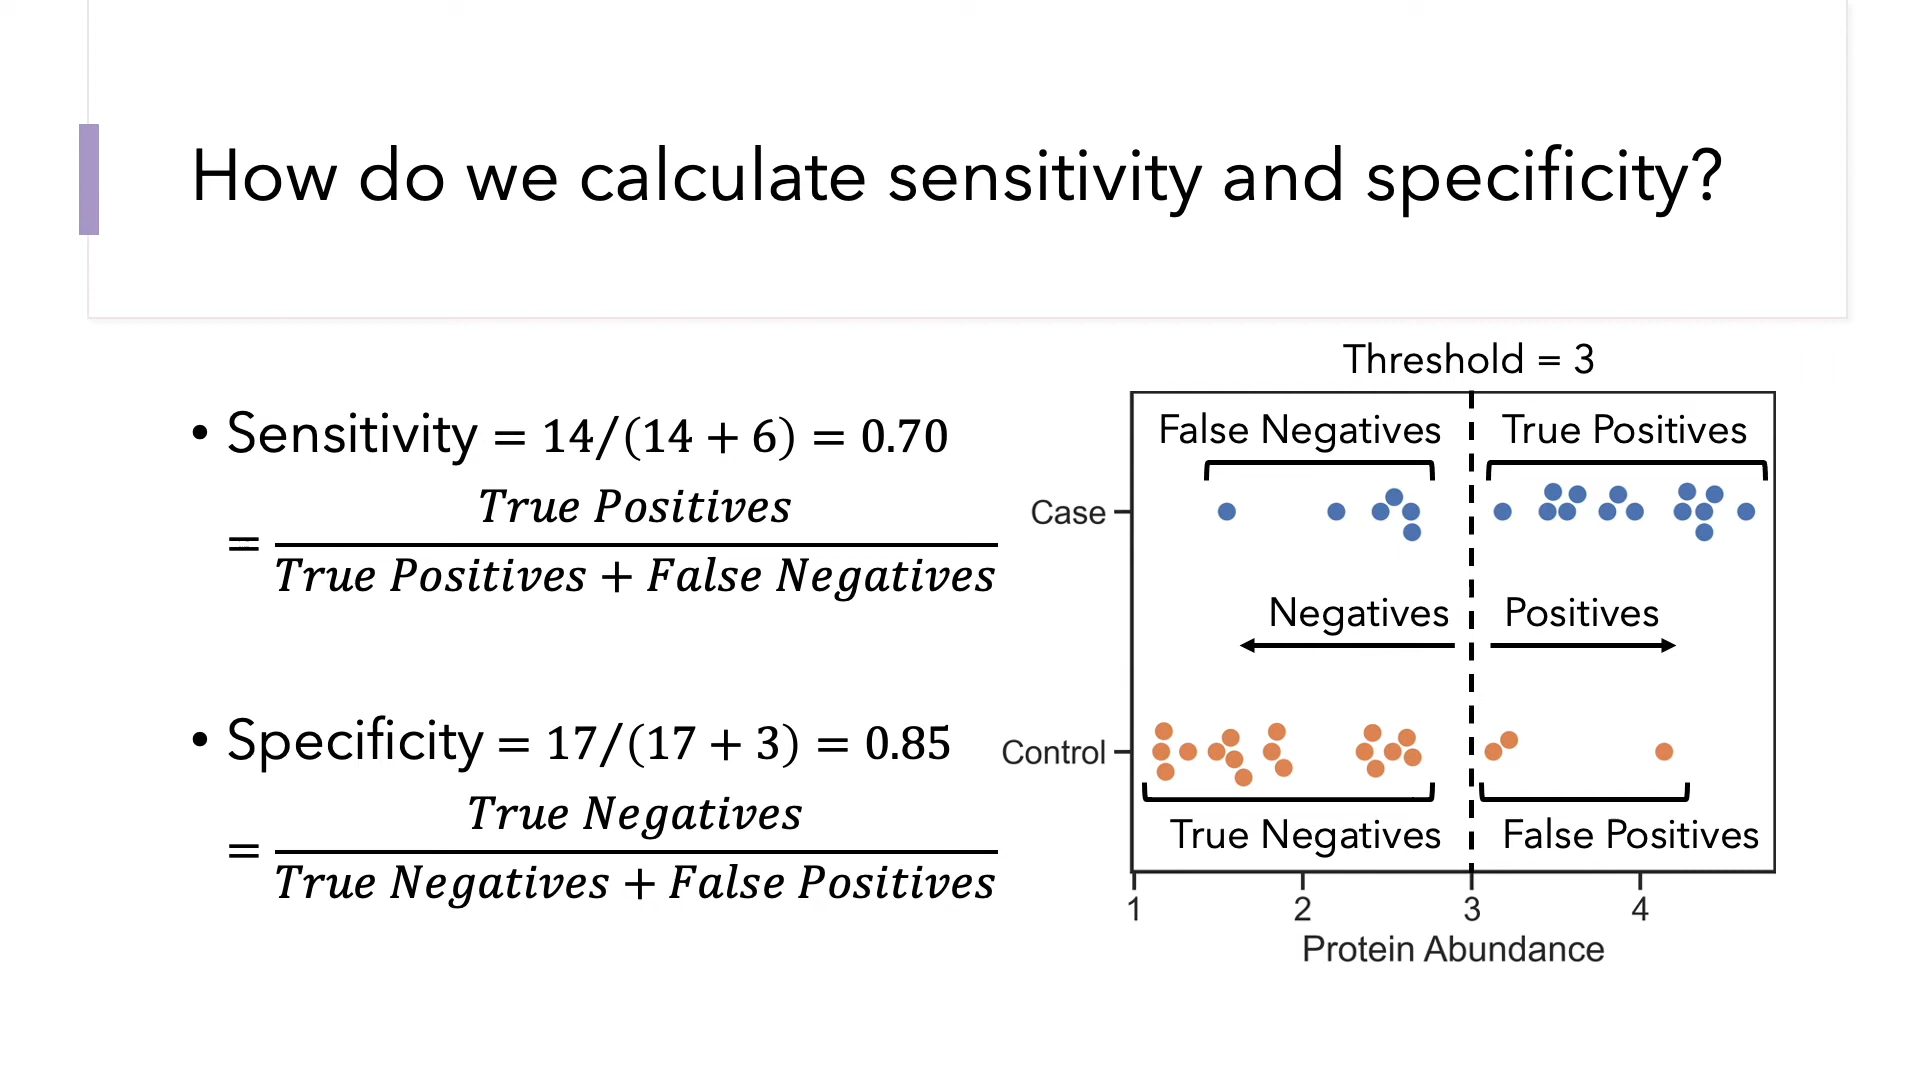 How do we calculate sensitivity and specificity?
• Sensitivity = 14/(14 + 6) = 0.70
True Positives
=
True Positives + False Negatives
• Specificity = 17/(17 + 3) = 0.85
True Negatives
=
True Negatives + False Positives
Threshold = 3
False Negatives True Positives
Case
Negatives Positives
Control
True Negatives False Positives
1 2 3 4
Protein Abundance